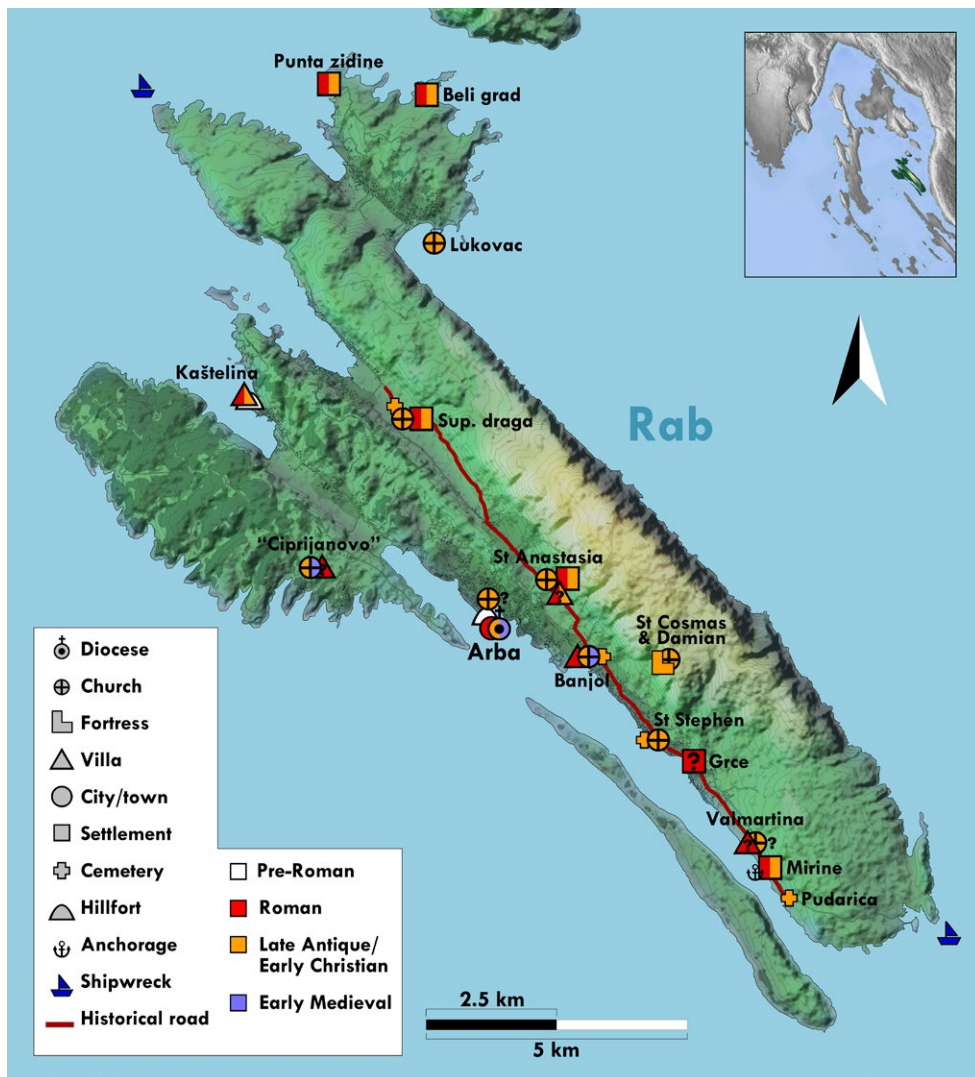 Punta zidine
Beli grad
Lukovac
Kaštelina
Rab
Sup. draga
"Ciprijanovo"
?
St Anastasia
?
?
St Cosmas
& Damian
Arba
Banjol
St Stephen
?
Grce
Valmartina
?
?
Mirine
Pudarica
Diocese
Church
Fortress
Villa
City/town
Settlement
Cemetery
Hillfort
Anchorage
Shipwreck
Historical road
Pre-Roman
Roman
Late Antique/
Early Christian
Early Medieval
2.5 km
5 km